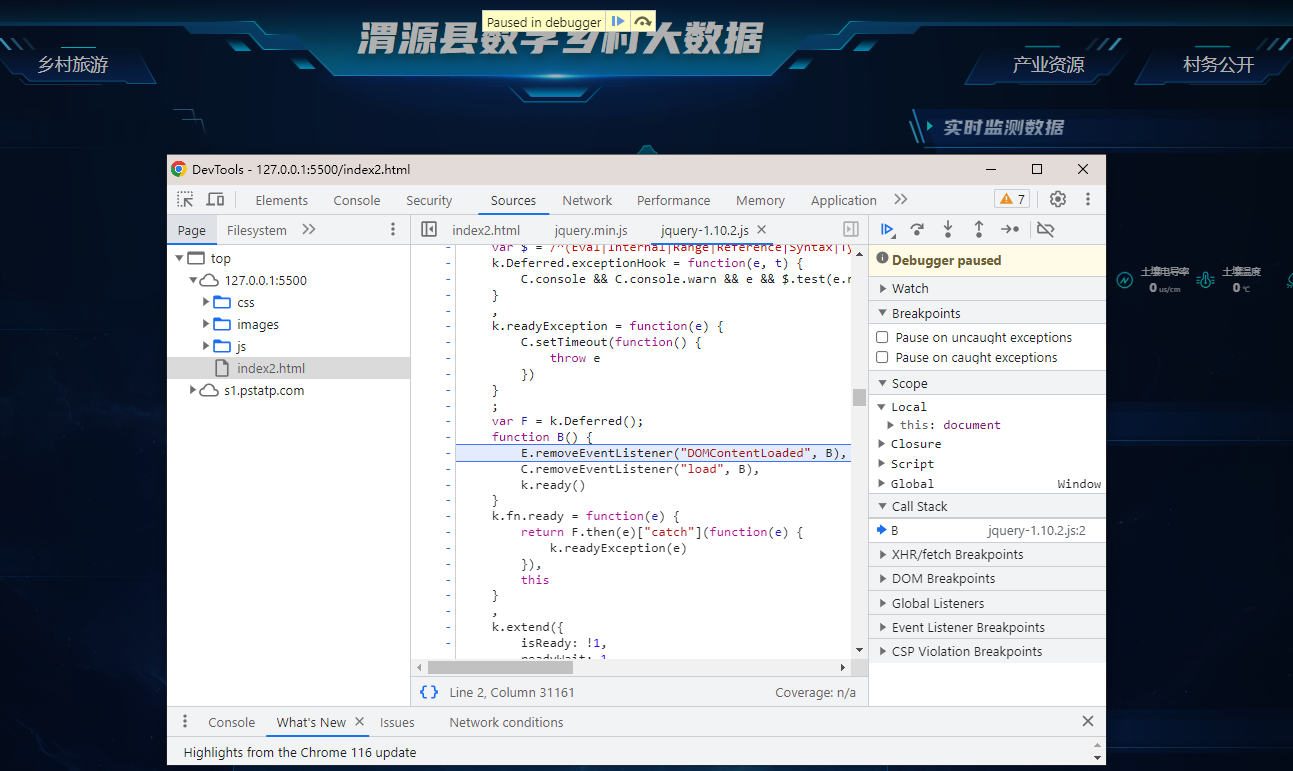 Paused in debugger
渭源县数字乡村大数据
乡村旅游
产业资源
村务公开
实时监测数据
土壤电导率
0 us/cm
土壤温度
0 ℃
DevTools - 127.0.0.1:5500/index2.html
Elements Console Security Sources Network Performance Memory Application 7
Page Filesystem
index2.html jquery.min.js jquery-1.10.2.js
top
127.0.0.1:5500
css
images
js
index2.html
s1.pstatp.com
var $ = /^(Eval|Internal|Range|Reference|Syntax|Ty
k.Deferred.exceptionHook = function(e, t) {
C.console && C.console.warn && e && $.test(e.n
}
,
k.readyException = function(e) {
C.setTimeout(function() {
throw e
})
}
;
var F = k.Deferred();
function B() {
E.removeEventListener("DOMContentLoaded", B),
C.removeEventListener("load", B),
k.ready()
}
k.fn.ready = function(e) {
return F.then(e)["catch"](function(e) {
k.readyException(e)
}),
this
}
,
k.extend({
isReady: !1,
readyWait: 1
{} Line 2, Column 31161 Coverage: n/a
Debugger paused
Watch
Breakpoints
Pause on uncaught exceptions
Pause on caught exceptions
Scope
Local
this: document
Closure
Script
Global Window
Call Stack
B jquery-1.10.2.js:2
XHR/fetch Breakpoints
DOM Breakpoints
Global Listeners
Event Listener Breakpoints
CSP Violation Breakpoints
Console What's New Issues Network conditions
Highlights from the Chrome 116 update